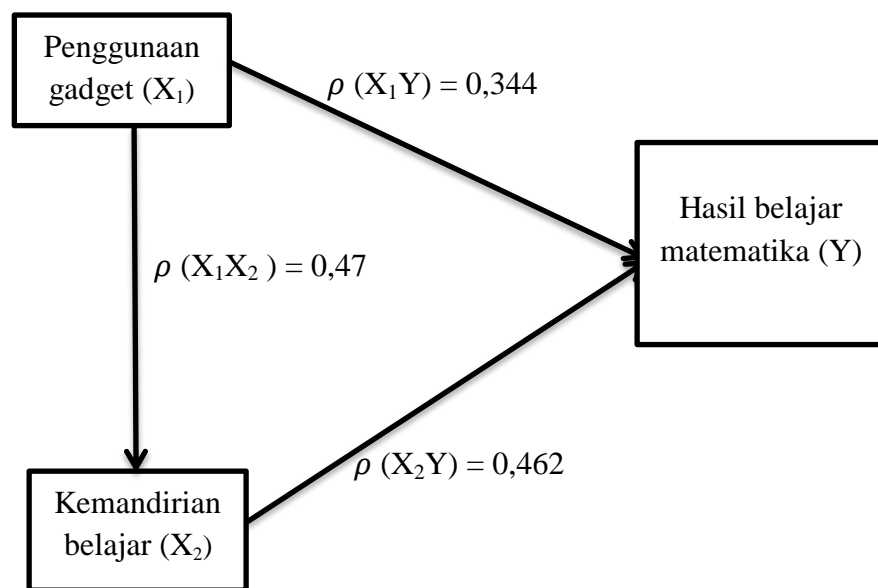 Penggunaan
gadget (X₁)
𝜌 (X₁Y) = 0,344
Hasil belajar
matematika (Y)
𝜌 (X₁X₂ ) = 0,47
𝜌 (X₂Y) = 0,462
Kemandirian
belajar (X₂)